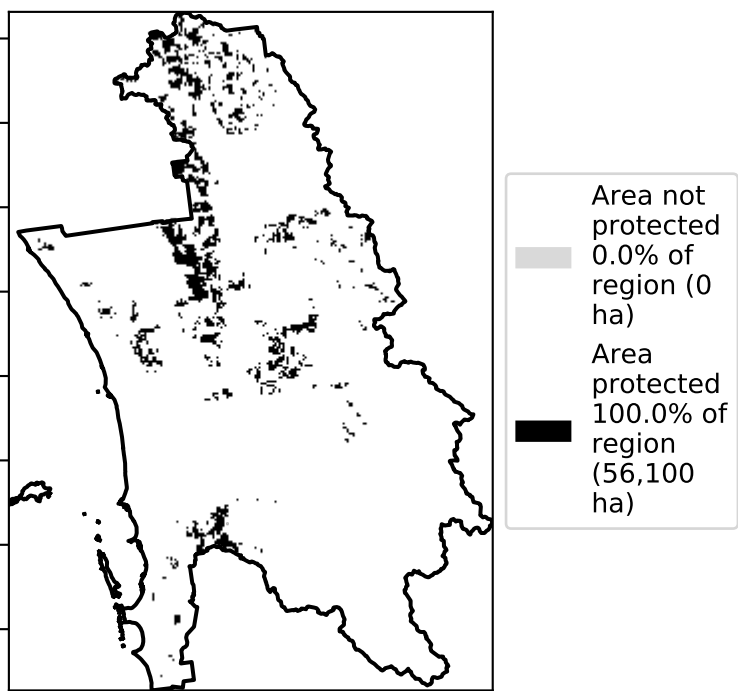 Area not
protected
0.0% of
region (0
ha)
Area
protected
100.0% of
region
(56,100
ha)